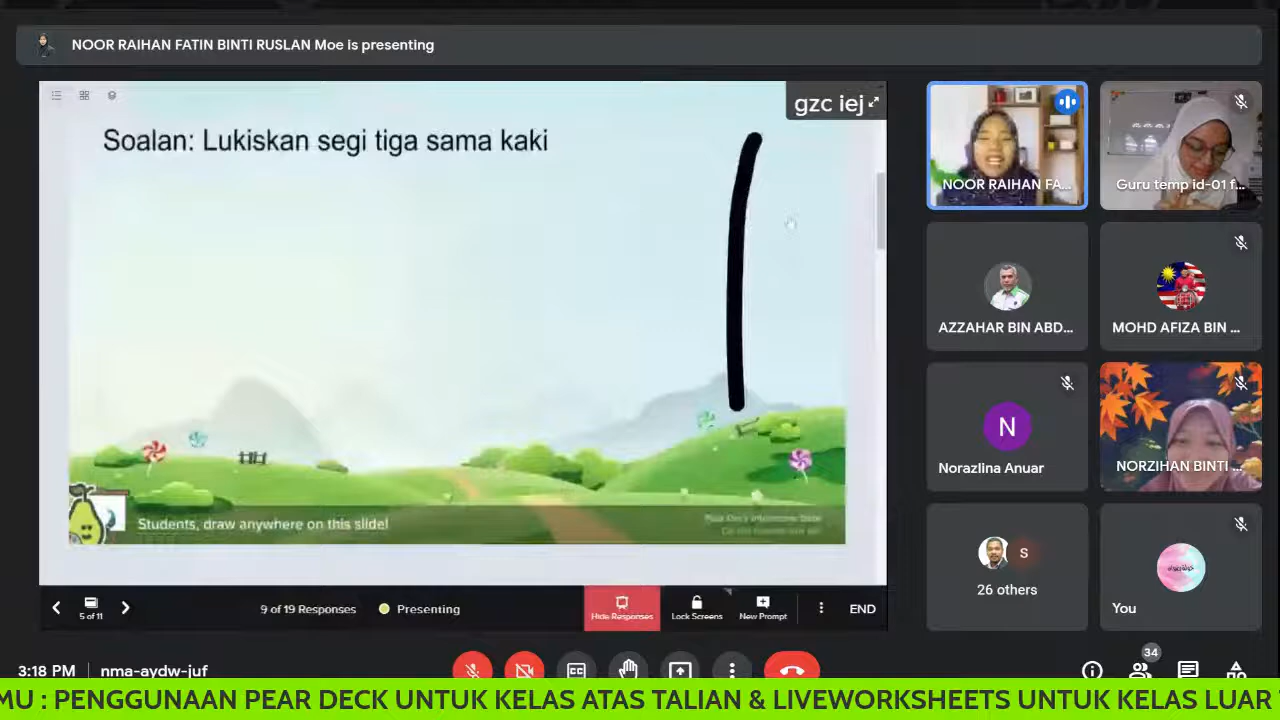 NOOR RAIHAN FATIN BINTI RUSLAN Moe is presenting
gzc iej
Soalan: Lukiskan segi tiga sama kaki
Students, draw anywhere on this slide!
5 of 11
9 of 19 Responses
Presenting
Hide Responses
Lock Screens
New Prompt
END
NOOR RAIHAN FA...
Guru temp id-01 f...
AZZAHAR BIN ABD...
MOHD AFIZA BIN ...
N
Norazlina Anuar
NORZIHAN BINTI ...
S
26 others
You
3:18 PM | nma-aydw-juf
CC
34
MU : PENGGUNAAN PEAR DECK UNTUK KELAS ATAS TALIAN & LIVEWORKSHEETS UNTUK KELAS LUAR